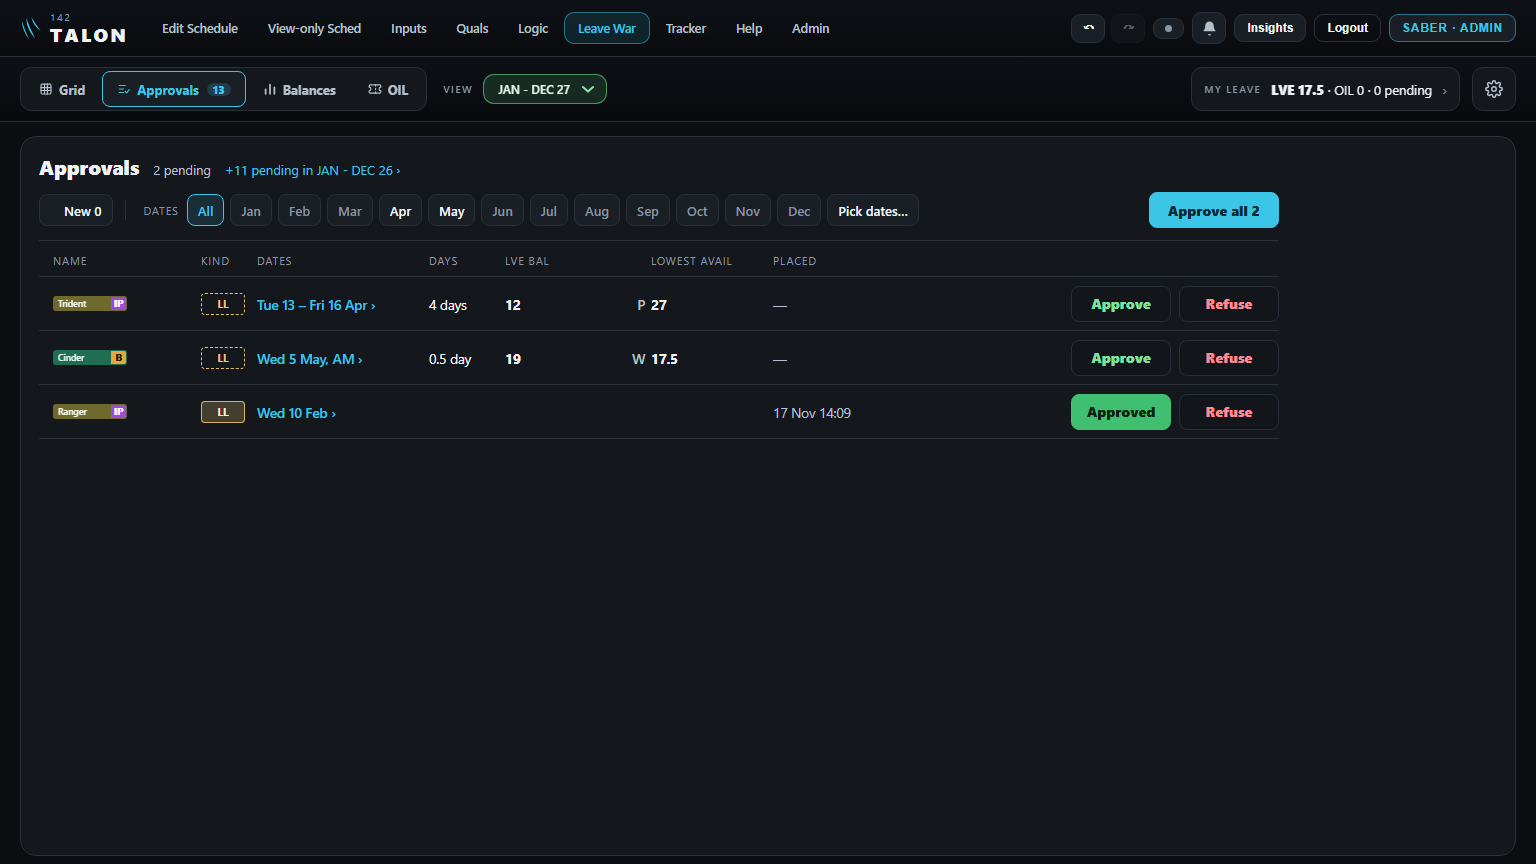 142
TALON
Edit Schedule View-only Sched Inputs Quals Logic Leave War Tracker Help Admin Insights Logout SABER · ADMIN
Grid Approvals 13 Balances OIL VIEW JAN - DEC 27 MY LEAVE LVE 17.5 · OIL 0 · 0 pending ›
Approvals 2 pending +11 pending in JAN - DEC 26 ›
New 0 DATES All Jan Feb Mar Apr May Jun Jul Aug Sep Oct Nov Dec Pick dates... Approve all 2
NAME KIND DATES DAYS LVE BAL LOWEST AVAIL PLACED
Trident IP LL Tue 13 – Fri 16 Apr › 4 days 12 P 27 — Approve Refuse
Cinder B LL Wed 5 May, AM › 0.5 day 19 W 17.5 — Approve Refuse
Ranger IP LL Wed 10 Feb › 17 Nov 14:09 Approved Refuse